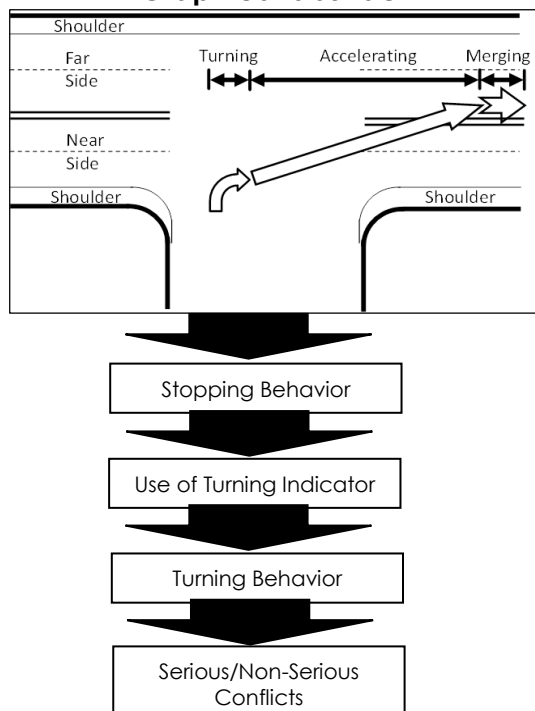 Shoulder
Far
Side
Turning
Accelerating
Merging
Near
Side
Shoulder
Shoulder
Stopping Behavior
Use of Turning Indicator
Turning Behavior
Serious/Non-Serious
Conflicts